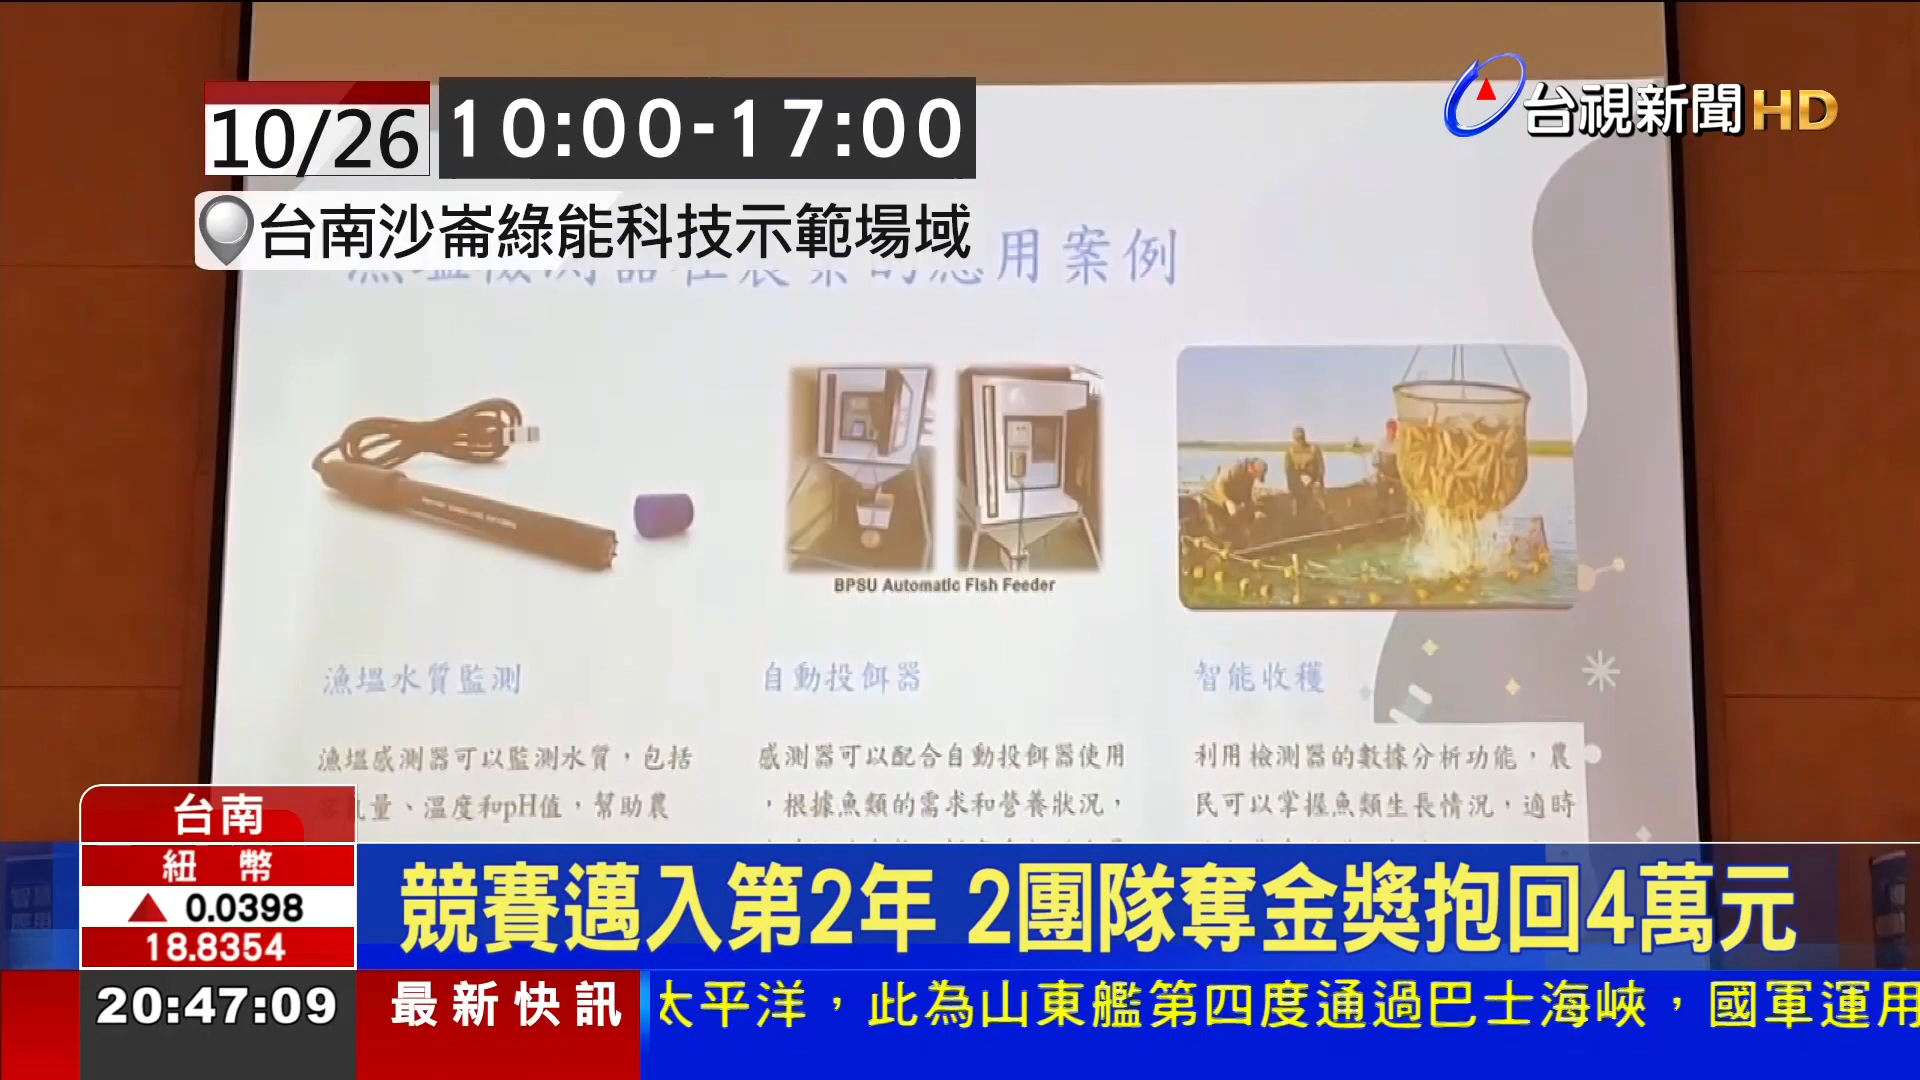 10/26
10:00-17:00
台視新聞HD
台南沙崙綠能科技示範場域
應用案例
BPSU Automatic Fish Feeder
漁塭水質監測
自動投餌器
智能收穫
漁塭感測器可以監測水質，包括
量、溫度和pH值，幫助農
感測器可以配合自動投餌器使用
，根據魚類的需求和營養狀況，
利用檢測器的數據分析功能，農
民可以掌握魚類生長情況，適時
台南
紐 幣
0.0398
18.8354
競賽邁入第2年 2團隊奪金獎抱回4萬元
20:47:09
最新快訊
太平洋，此為山東艦第四度通過巴士海峽，國軍運用